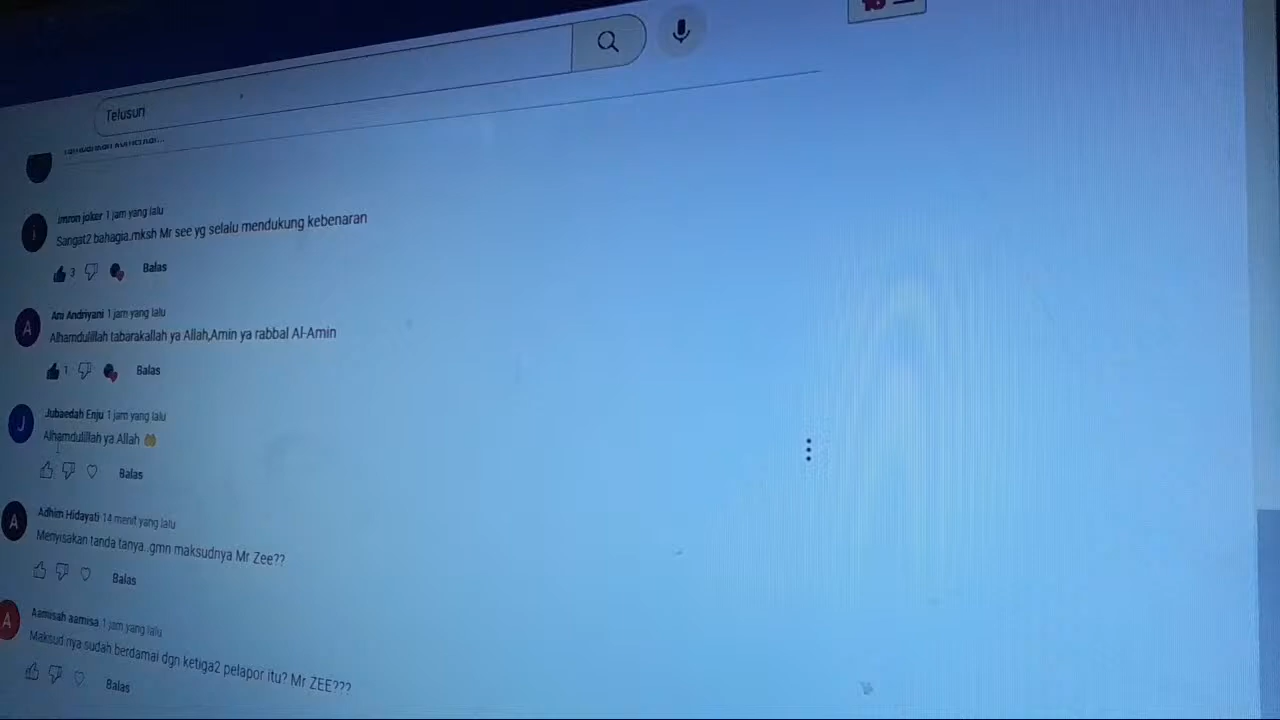 Telusuri
Imron joker 1 jam yang lalu
Sangat2 bahagia.mksh Mr see yg selalu mendukung kebenaran
3 Balas
A
Ani Andriyani 1 jam yang lalu
Alhamdulillah tabarakallah ya Allah,Amin ya rabbal Al-Amin
1 Balas
J
Jubaedah Enju 1 jam yang lalu
Alhamdulillah ya Allah
Balas
A
Adhim Hidayati 14 menit yang lalu
Menyisakan tanda tanya..gmn maksudnya Mr Zee??
Balas
A
Aamisah aamisa 1 jam yang lalu
Maksud nya sudah berdamai dgn ketiga2 pelapor itu? Mr ZEE???
Balas